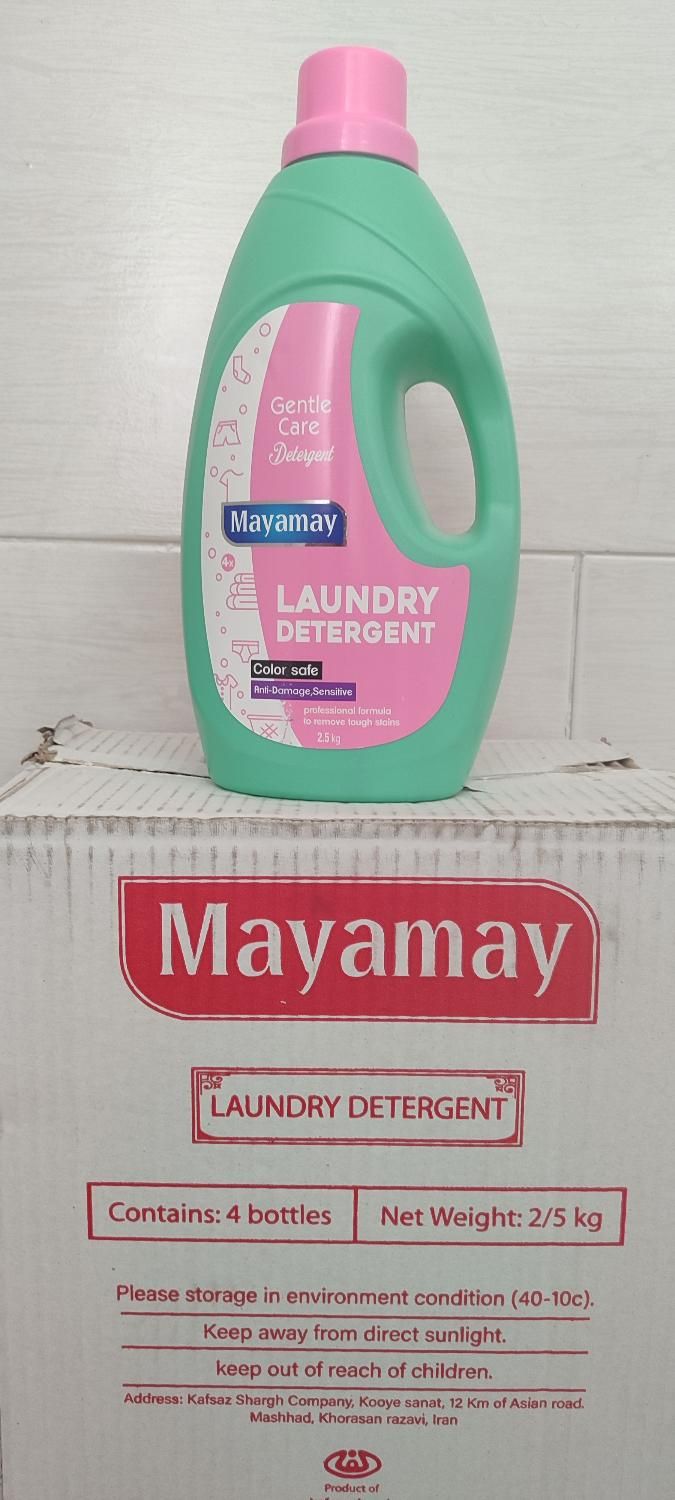 Gentle
Care
Detergent
Mayamay
4x
LAUNDRY
DETERGENT
Color safe
Anti-Damage,Sensitive
professional formula
to remove tough stains
2.5 kg
Mayamay
LAUNDRY DETERGENT
Contains: 4 bottles
Net Weight: 2/5 kg
Please storage in environment condition (40-10c).
Keep away from direct sunlight.
keep out of reach of children.
Address: Kafsaz Shargh Company, Kooye sanat, 12 Km of Asian road.
Mashhad, Khorasan razavi, Iran
Product of